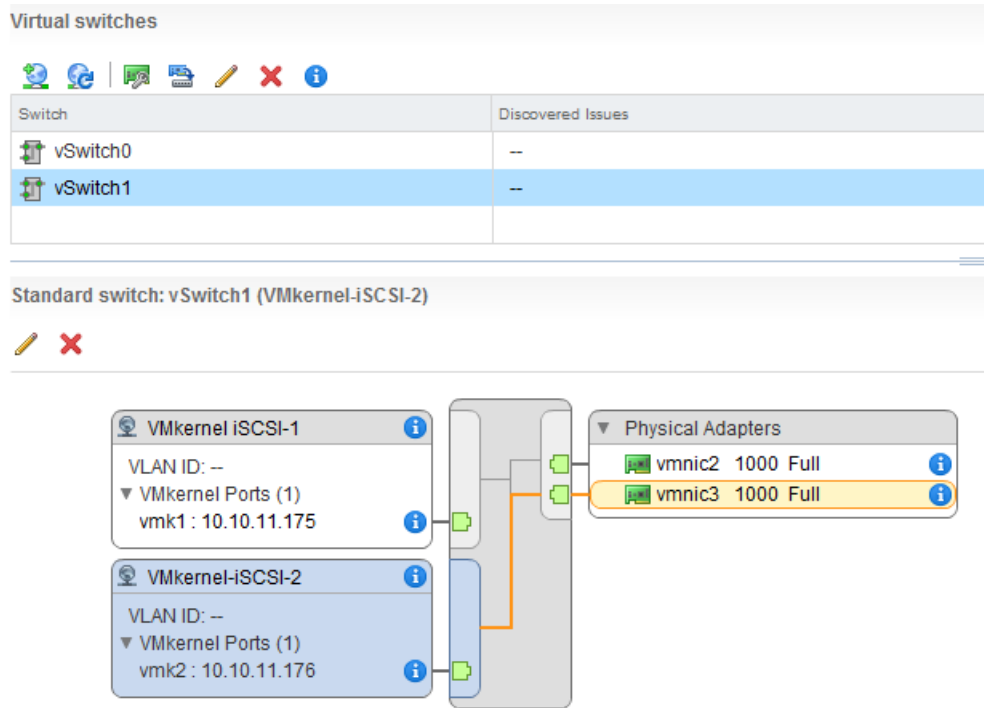 Virtual switches
Switch Discovered Issues
vSwitch0 --
vSwitch1 --
Standard switch: vSwitch1 (VMkernel-iSCSI-2)
VMkernel iSCSI-1
VLAN ID: --
VMkernel Ports (1)
vmk1 : 10.10.11.175
VMkernel-iSCSI-2
VLAN ID: --
VMkernel Ports (1)
vmk2 : 10.10.11.176
Physical Adapters
vmnic2 1000 Full
vmnic3 1000 Full